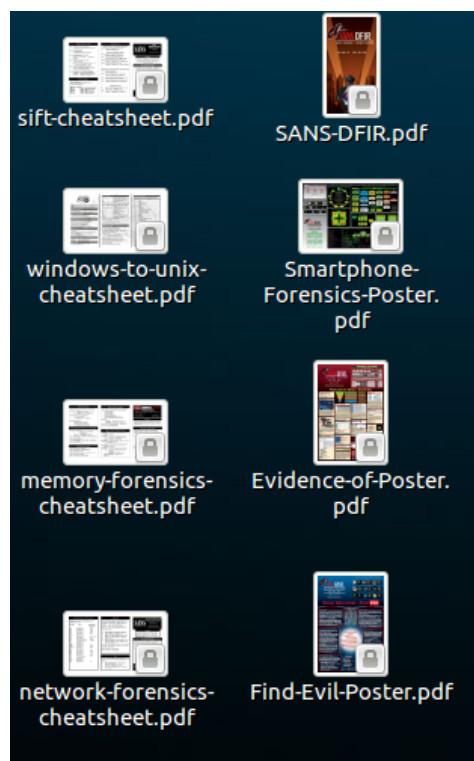 sift-cheatsheet.pdf
SANS-DFIR.pdf
windows-to-unix-
cheatsheet.pdf
Smartphone-
Forensics-Poster.
pdf
memory-forensics-
cheatsheet.pdf
Evidence-of-Poster.
pdf
network-forensics-
cheatsheet.pdf
Find-Evil-Poster.pdf